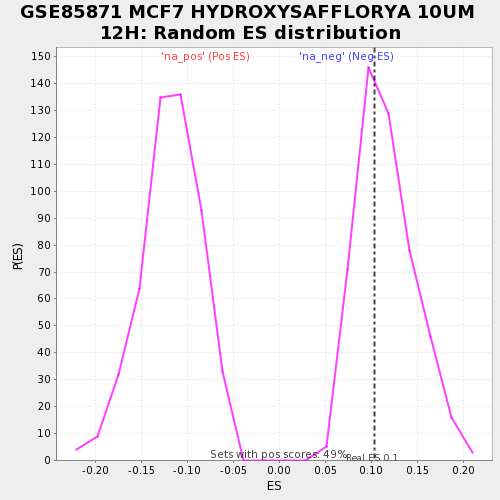 GSE85871 MCF7 HYDROXYSAFFLORYA 10UM
12H: Random ES distribution
'na_pos' (Pos ES)
'na_neg' (Neg ES)
150
140
130
120
110
100
90
80
70
60
50
40
30
20
10
0
P(ES)
Sets with pos scores: 49%
Real ES 0.1
-0.20 -0.15 -0.10 -0.05 0.00 0.05 0.10 0.15 0.20
ES